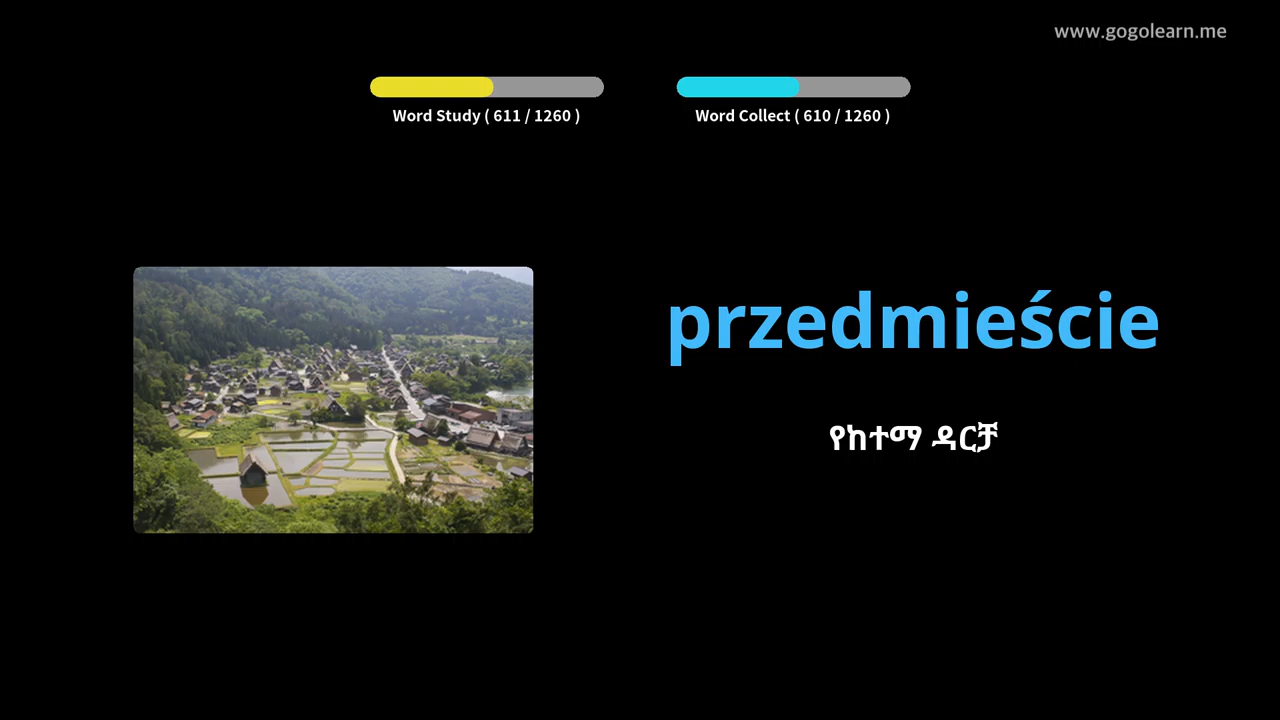 www.gogolearn.me
Word Study ( 611 / 1260 )
Word Collect ( 610 / 1260 )
przedmieście
የከተማ ዳርቻ